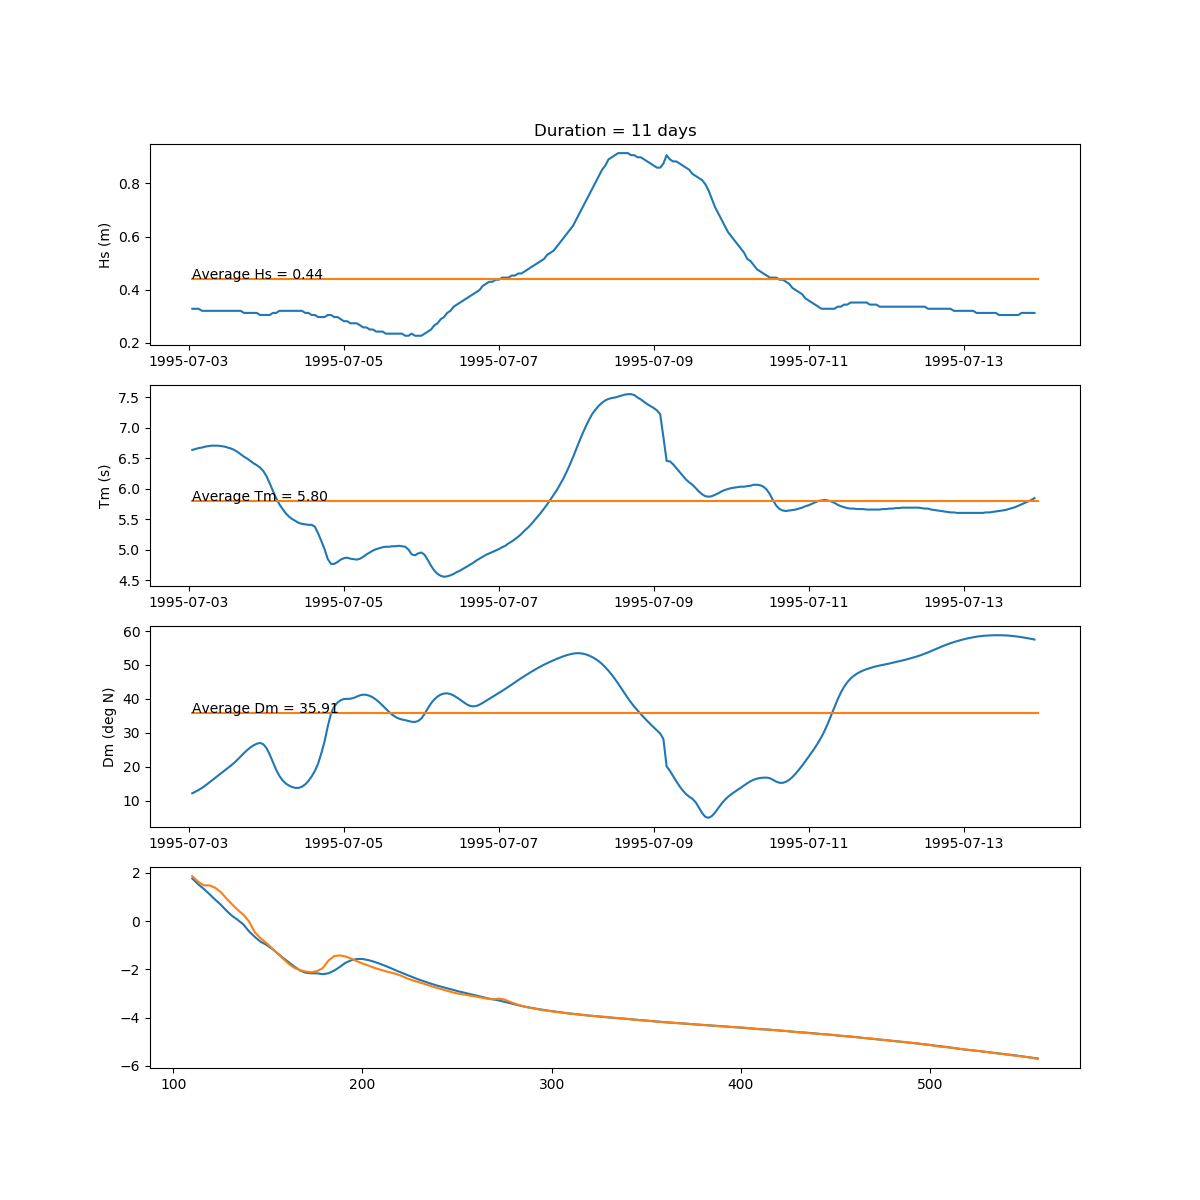 Duration = 11 days
Hs (m)
0.8
0.6
0.4
0.2
Average Hs = 0.44
1995-07-03 1995-07-05 1995-07-07 1995-07-09 1995-07-11 1995-07-13
Tm (s)
7.5
7.0
6.5
6.0
5.5
5.0
4.5
Average Tm = 5.80
1995-07-03 1995-07-05 1995-07-07 1995-07-09 1995-07-11 1995-07-13
Dm (deg N)
60
50
40
30
20
10
Average Dm = 35.91
1995-07-03 1995-07-05 1995-07-07 1995-07-09 1995-07-11 1995-07-13
2
0
−2
−4
−6
100 200 300 400 500